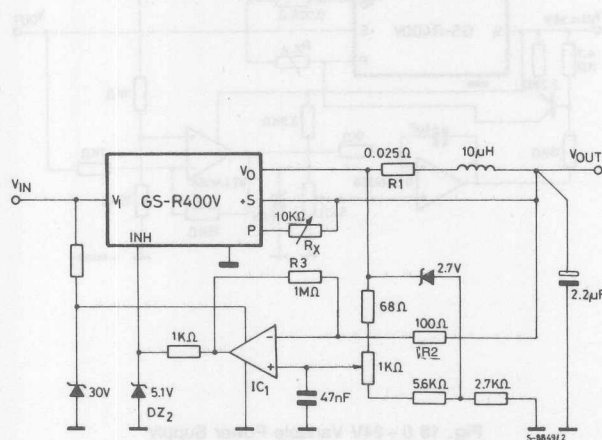 0.025Ω
10μH
VOUT
R1
VIN
VI
GS-R400V
VO
+S
P
INH
10KΩ
RX
R3
1MΩ
2.7V
68Ω
100Ω
R2
2.2μF
1KΩ
IC1
1KΩ
47nF
5.6KΩ
2.7KΩ
30V
5.1V
DZ2
S-8849/2